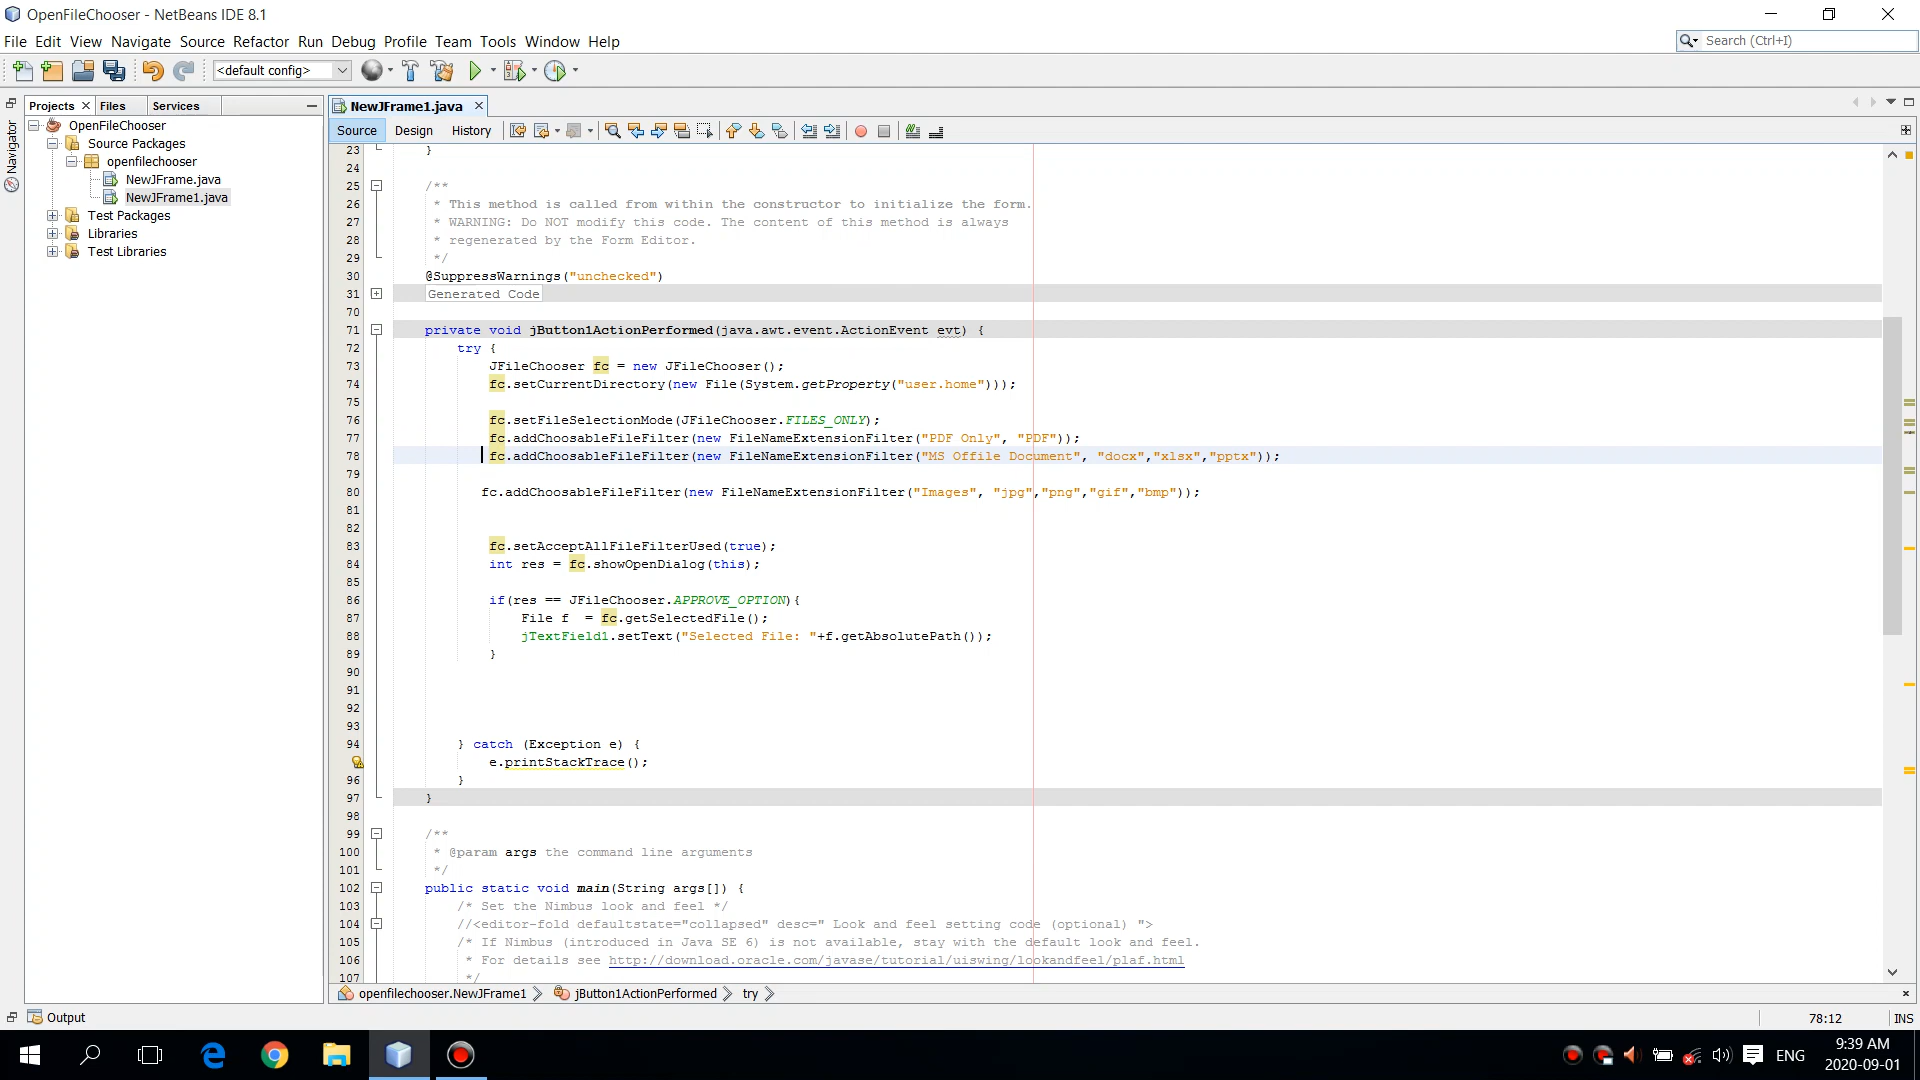 OpenFileChooser - NetBeans IDE 8.1
File Edit View Navigate Source Refactor Run Debug Profile Team Tools Window Help
Search (Ctrl+I)
<default config>
Projects Files Services
Navigator
OpenFileChooser
Source Packages
openfilechooser
NewJFrame.java
NewJFrame1.java
Test Packages
Libraries
Test Libraries
NewJFrame1.java
Source Design History
23 }
24
25 /**
26 * This method is called from within the constructor to initialize the form.
27 * WARNING: Do NOT modify this code. The content of this method is always
28 * regenerated by the Form Editor.
29 */
30 @SuppressWarnings("unchecked")
31 Generated Code
70
71 private void jButton1ActionPerformed(java.awt.event.ActionEvent evt) {
72 try {
73 JFileChooser fc = new JFileChooser();
74 fc.setCurrentDirectory(new File(System.getProperty("user.home")));
75
76 fc.setFileSelectionMode(JFileChooser.FILES_ONLY);
77 fc.addChoosableFileFilter(new FileNameExtensionFilter("PDF Only", "PDF"));
78 fc.addChoosableFileFilter(new FileNameExtensionFilter("MS Offile Document", "docx","xlsx","pptx"));
79
80 fc.addChoosableFileFilter(new FileNameExtensionFilter("Images", "jpg","png","gif","bmp"));
81
82
83 fc.setAcceptAllFileFilterUsed(true);
84 int res = fc.showOpenDialog(this);
85
86 if(res == JFileChooser.APPROVE_OPTION){
87 File f  = fc.getSelectedFile();
88 jTextField1.setText("Selected File: "+f.getAbsolutePath());
89 }
90
91
92
93
94 } catch (Exception e) {
e.printStackTrace();
96 }
97 }
98
99 /**
100 * @param args the command line arguments
101 */
102 public static void main(String args[]) {
103 /* Set the Nimbus look and feel */
104 //<editor-fold defaultstate="collapsed" desc=" Look and feel setting code (optional) ">
105 /* If Nimbus (introduced in Java SE 6) is not available, stay with the default look and feel.
106 * For details see http://download.oracle.com/javase/tutorial/uiswing/lookandfeel/plaf.html
107 */
openfilechooser.NewJFrame1 jButton1ActionPerformed try
Output
78:12 INS
ENG
9:39 AM
2020-09-01